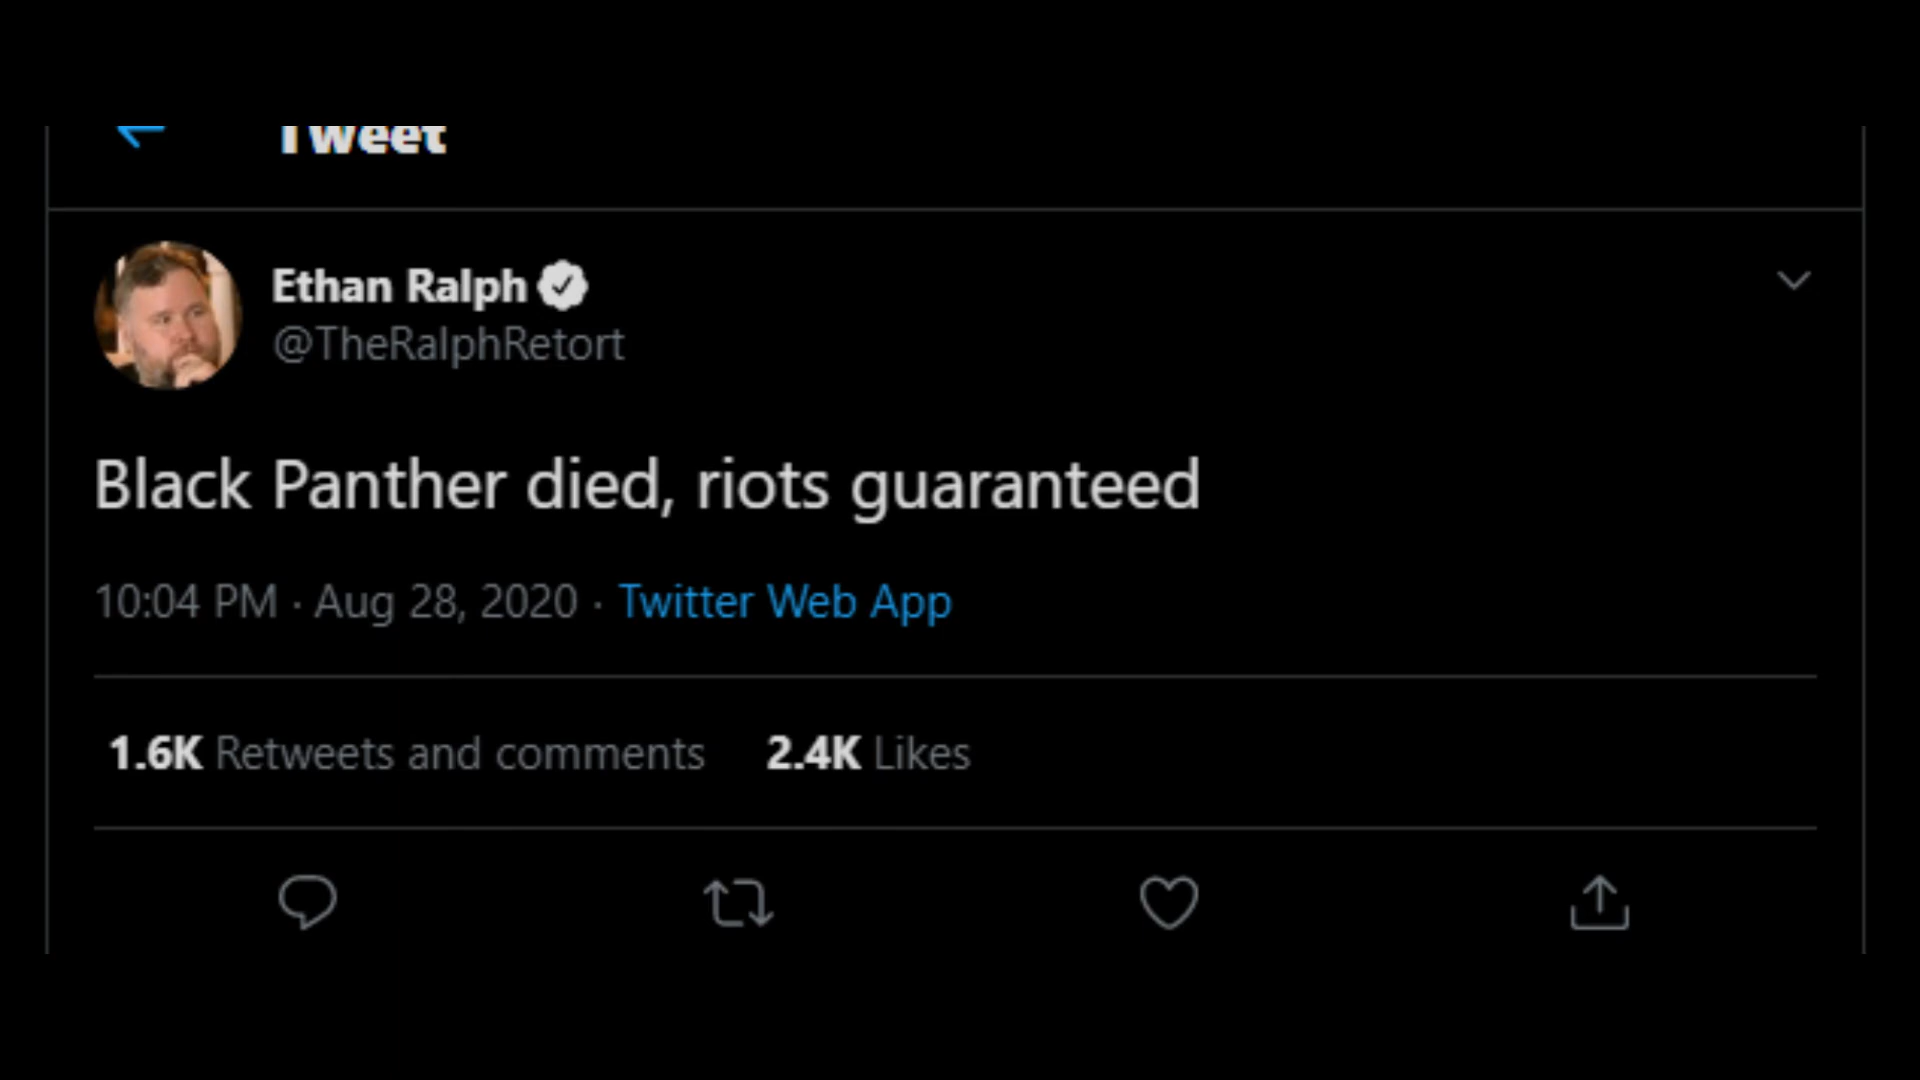 Tweet
Ethan Ralph
@TheRalphRetort
Black Panther died, riots guaranteed
10:04 PM · Aug 28, 2020 · Twitter Web App
1.6K Retweets and comments 2.4K Likes